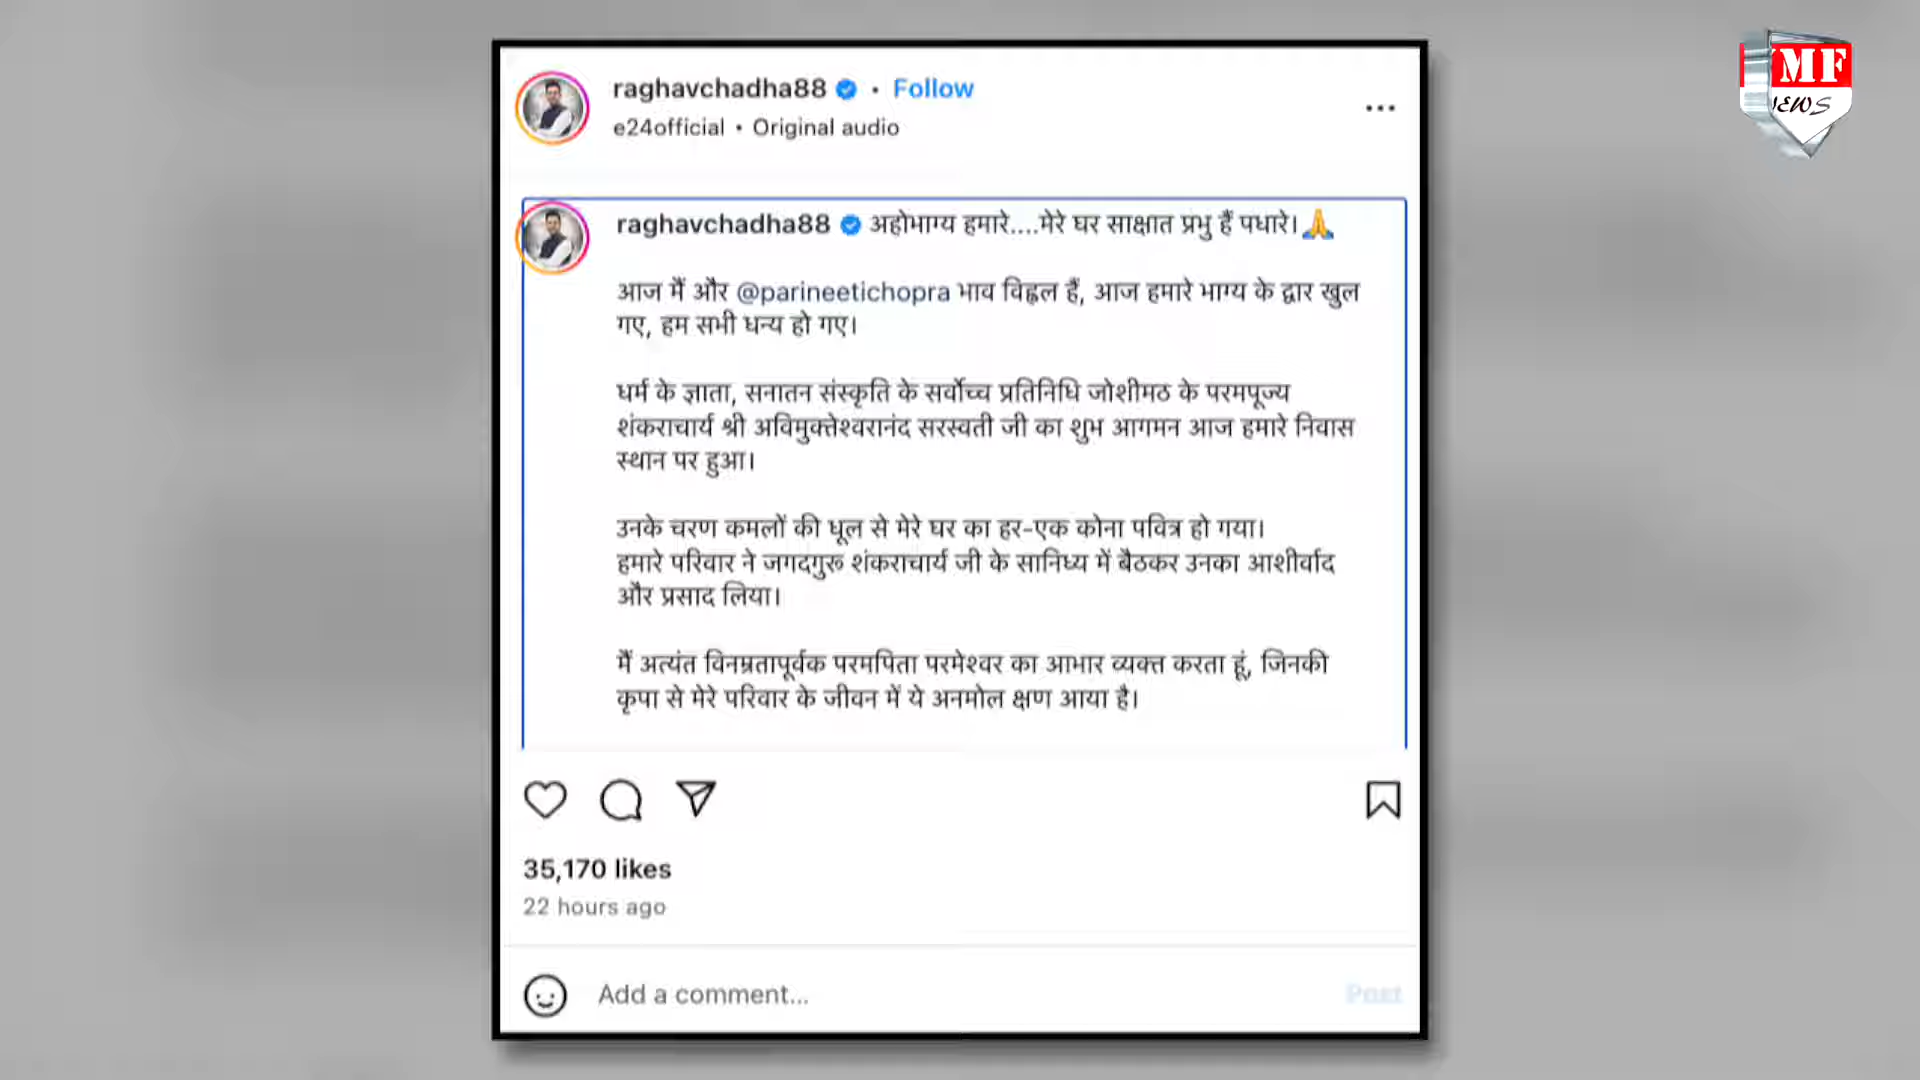 raghavchadha88 • Follow
e24official • Original audio
raghavchadha88 अहोभाग्य हमारे....मेरे घर साक्षात प्रभु हैं पधारे।🙏
आज मैं और @parineetichopra भाव विह्वल हैं, आज हमारे भाग्य के द्वार खुल
गए, हम सभी धन्य हो गए।
धर्म के ज्ञाता, सनातन संस्कृति के सर्वोच्च प्रतिनिधि जोशीमठ के परमपूज्य
शंकराचार्य श्री अविमुक्तेश्वरानंद सरस्वती जी का शुभ आगमन आज हमारे निवास
स्थान पर हुआ।
उनके चरण कमलों की धूल से मेरे घर का हर-एक कोना पवित्र हो गया।
हमारे परिवार ने जगदगुरू शंकराचार्य जी के सानिध्य में बैठकर उनका आशीर्वाद
और प्रसाद लिया।
मैं अत्यंत विनम्रतापूर्वक परमपिता परमेश्वर का आभार व्यक्त करता हूं, जिनकी
कृपा से मेरे परिवार के जीवन में ये अनमोल क्षण आया है।
35,170 likes
22 hours ago
Add a comment...
Post
MF
NEWS